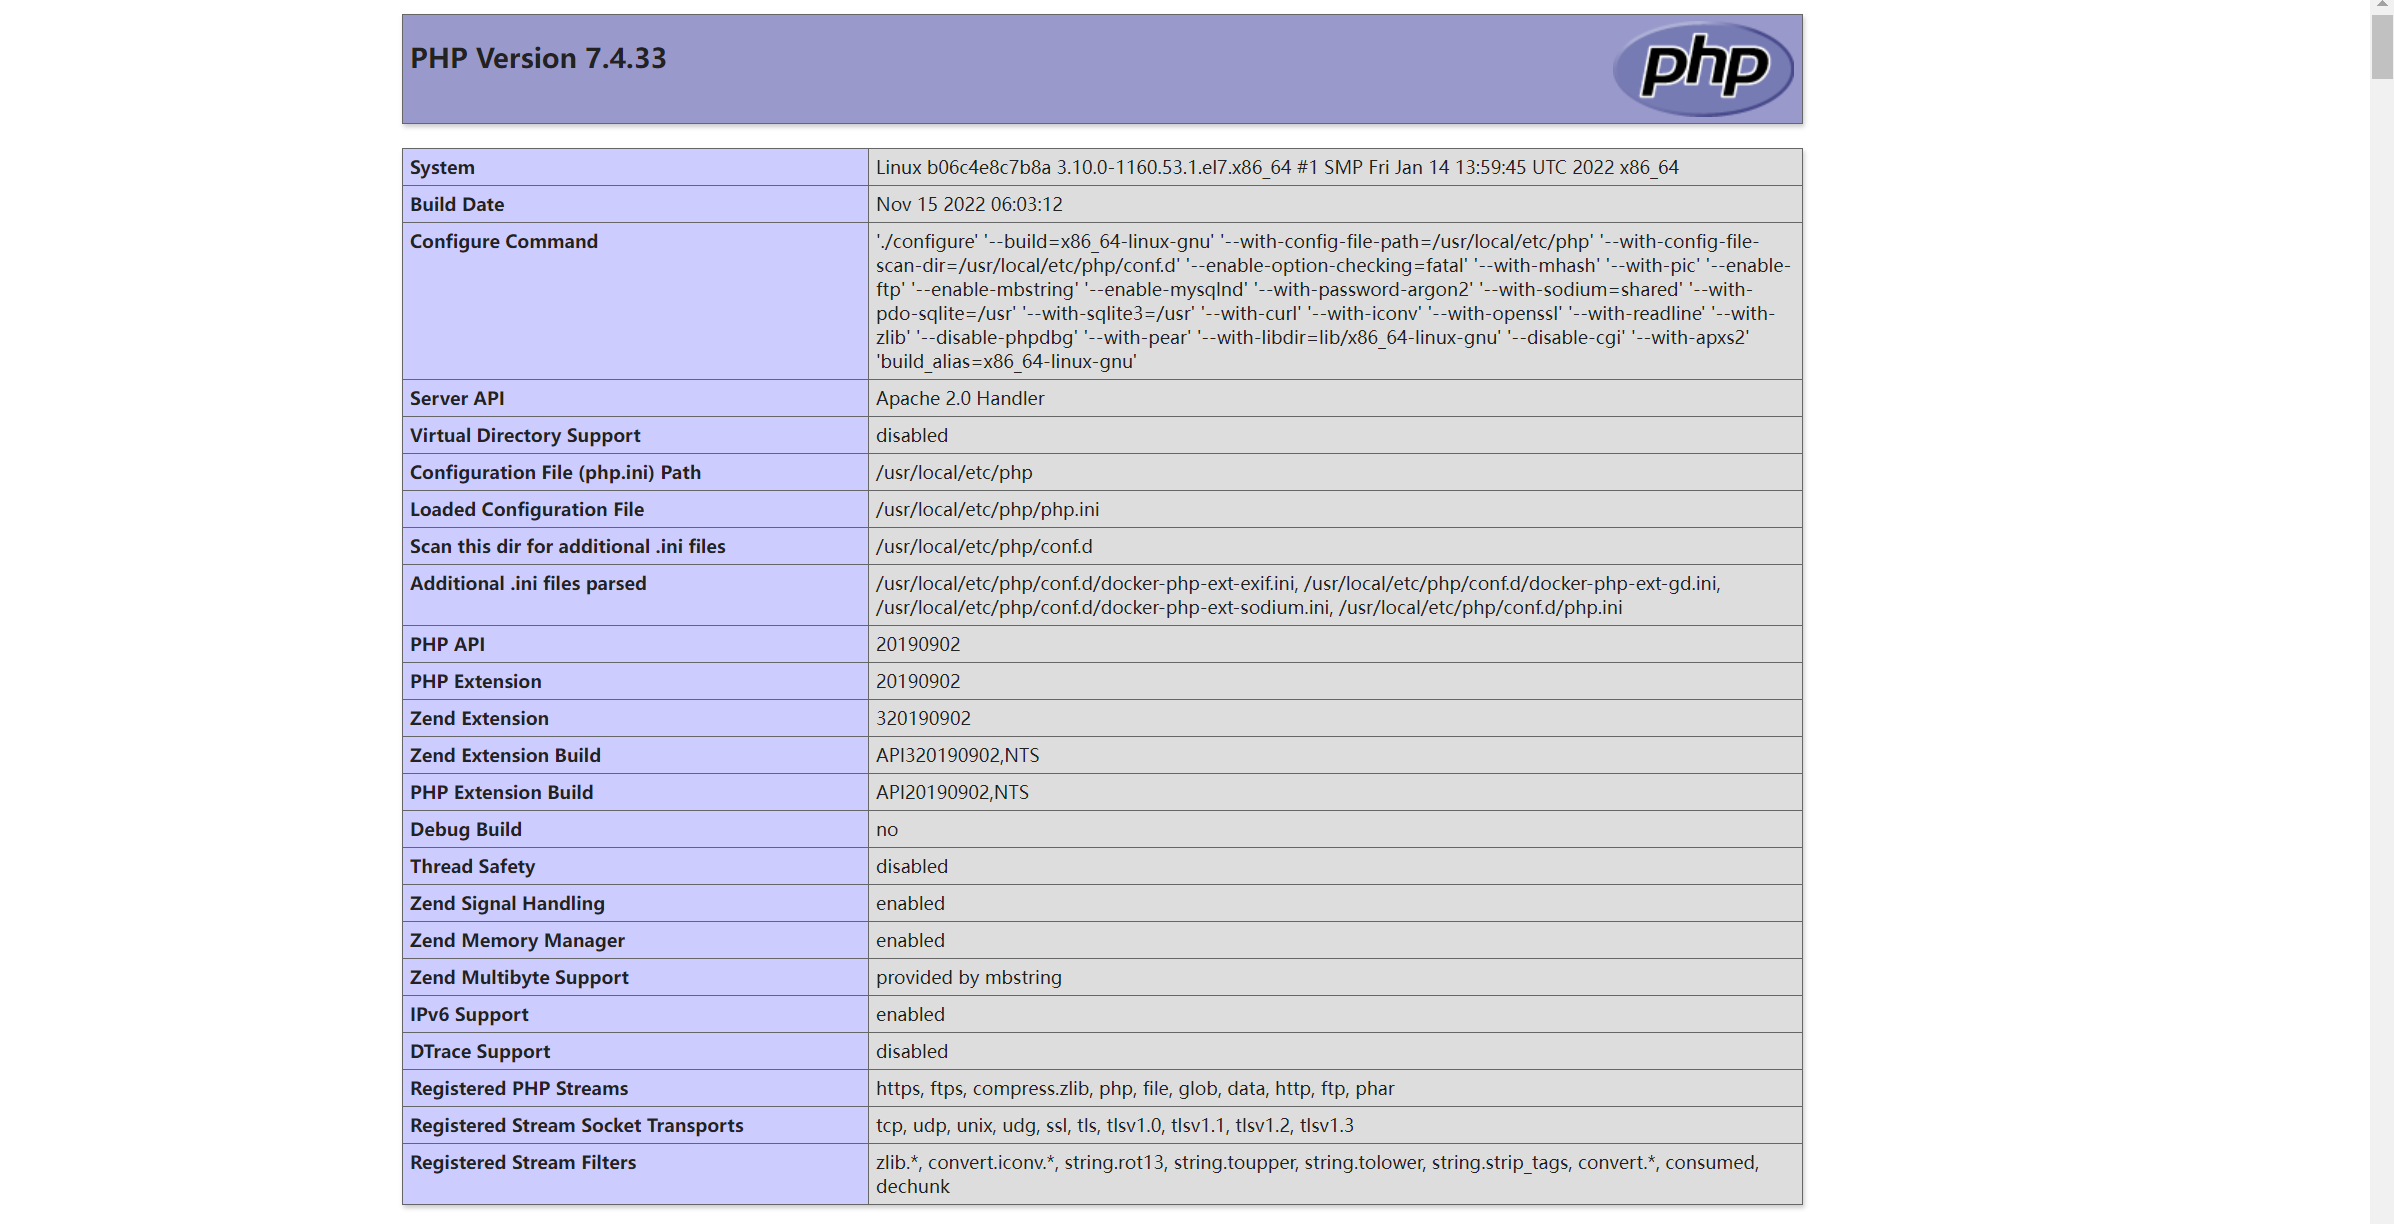 PHP Version 7.4.33
php
System
Linux b06c4e8c7b8a 3.10.0-1160.53.1.el7.x86_64 #1 SMP Fri Jan 14 13:59:45 UTC 2022 x86_64
Build Date
Nov 15 2022 06:03:12
Configure Command
'./configure' '--build=x86_64-linux-gnu' '--with-config-file-path=/usr/local/etc/php' '--with-config-file-
scan-dir=/usr/local/etc/php/conf.d' '--enable-option-checking=fatal' '--with-mhash' '--with-pic' '--enable-
ftp' '--enable-mbstring' '--enable-mysqlnd' '--with-password-argon2' '--with-sodium=shared' '--with-
pdo-sqlite=/usr' '--with-sqlite3=/usr' '--with-curl' '--with-iconv' '--with-openssl' '--with-readline' '--with-
zlib' '--disable-phpdbg' '--with-pear' '--with-libdir=lib/x86_64-linux-gnu' '--disable-cgi' '--with-apxs2'
'build_alias=x86_64-linux-gnu'
Server API
Apache 2.0 Handler
Virtual Directory Support
disabled
Configuration File (php.ini) Path
/usr/local/etc/php
Loaded Configuration File
/usr/local/etc/php/php.ini
Scan this dir for additional .ini files
/usr/local/etc/php/conf.d
Additional .ini files parsed
/usr/local/etc/php/conf.d/docker-php-ext-exif.ini, /usr/local/etc/php/conf.d/docker-php-ext-gd.ini,
/usr/local/etc/php/conf.d/docker-php-ext-sodium.ini, /usr/local/etc/php/conf.d/php.ini
PHP API
20190902
PHP Extension
20190902
Zend Extension
320190902
Zend Extension Build
API320190902,NTS
PHP Extension Build
API20190902,NTS
Debug Build
no
Thread Safety
disabled
Zend Signal Handling
enabled
Zend Memory Manager
enabled
Zend Multibyte Support
provided by mbstring
IPv6 Support
enabled
DTrace Support
disabled
Registered PHP Streams
https, ftps, compress.zlib, php, file, glob, data, http, ftp, phar
Registered Stream Socket Transports
tcp, udp, unix, udg, ssl, tls, tlsv1.0, tlsv1.1, tlsv1.2, tlsv1.3
Registered Stream Filters
zlib.*, convert.iconv.*, string.rot13, string.toupper, string.tolower, string.strip_tags, convert.*, consumed,
dechunk